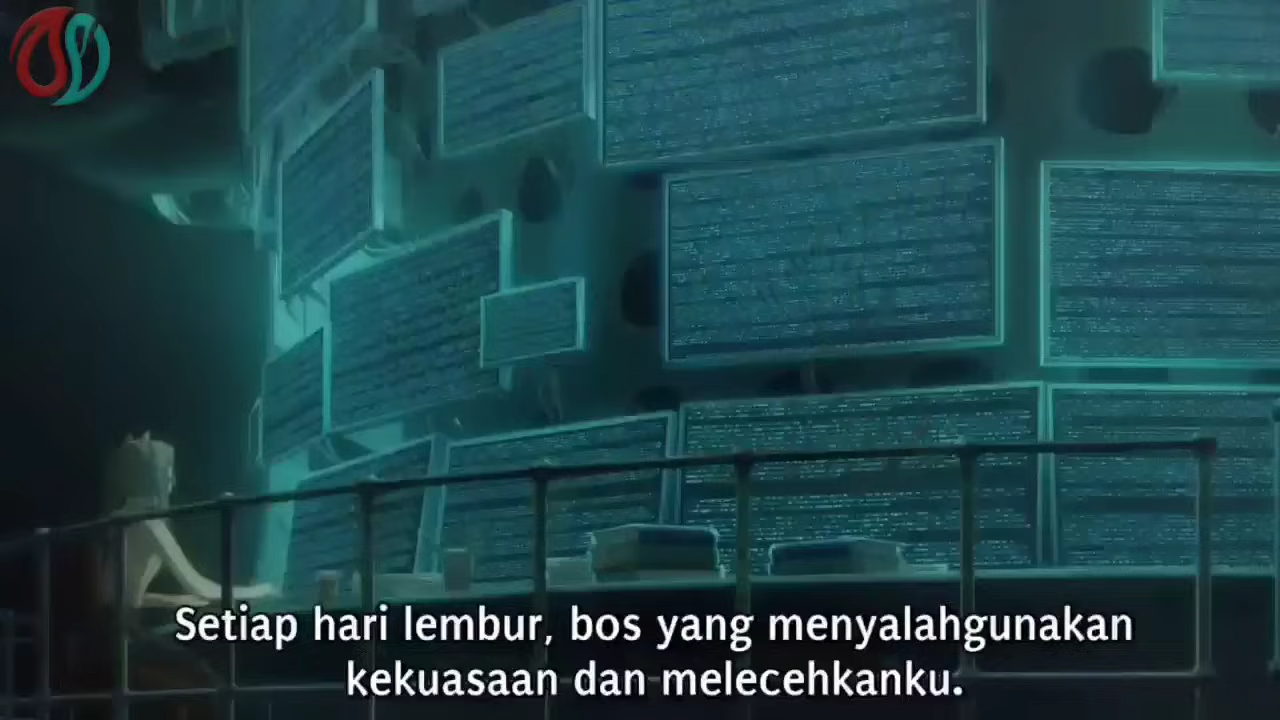 Setiap hari lembur, bos yang menyalahgunakan
kekuasaan dan melecehkanku.